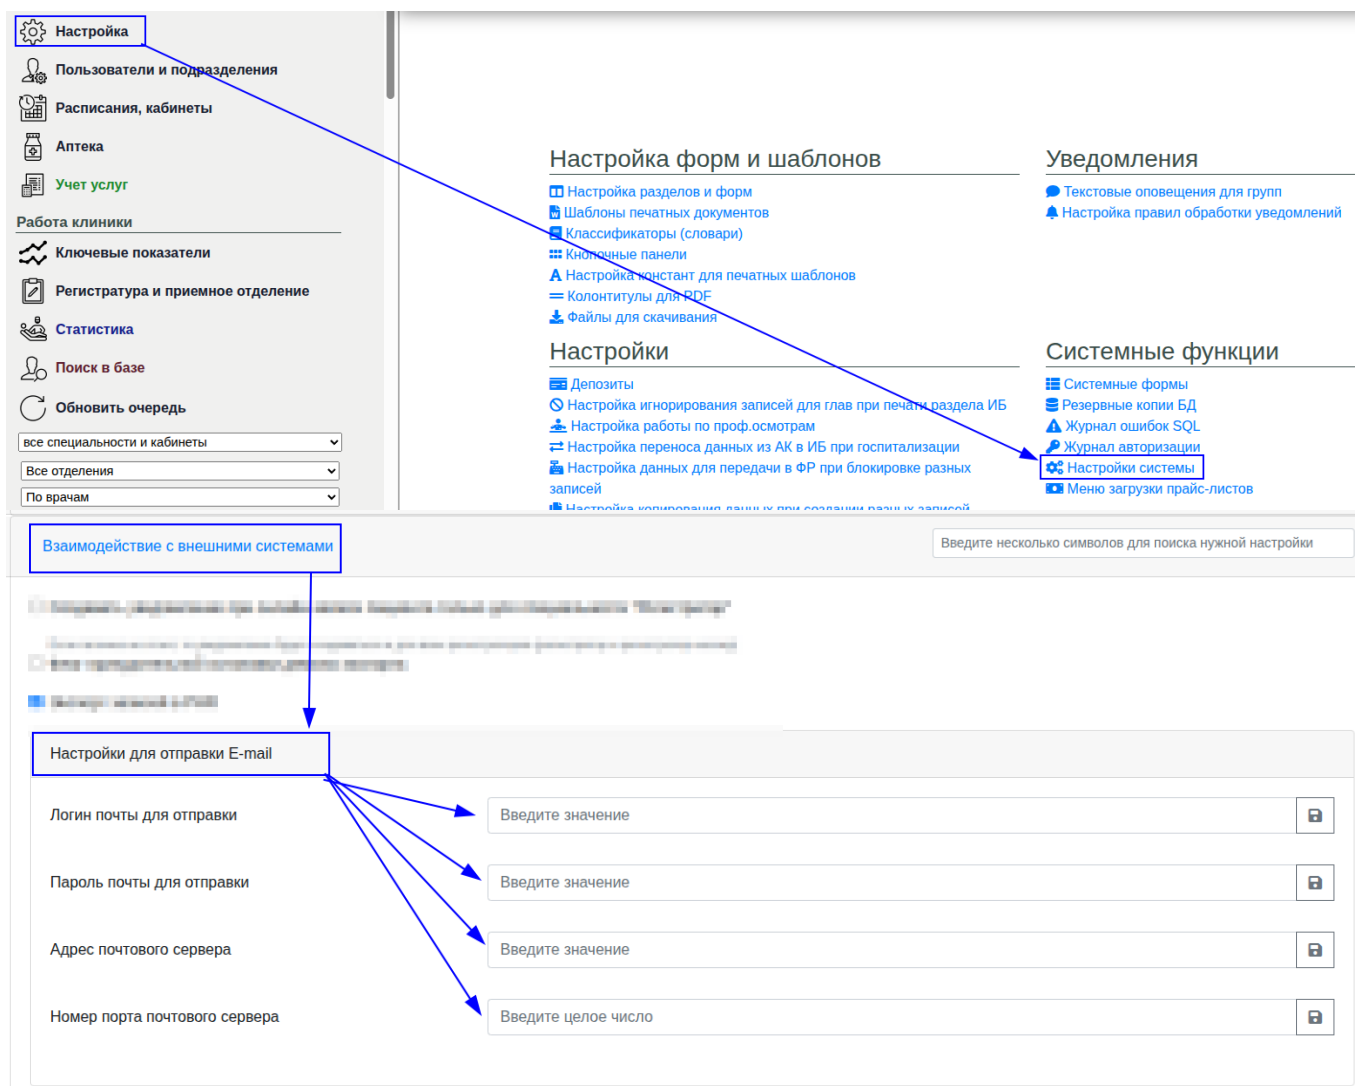 Настройка
Пользователи и подразделения
Расписания, кабинеты
Аптека
Учет услуг
Работа клиники
Ключевые показатели
Регистратура и приемное отделение
Статистика
Поиск в базе
Обновить очередь
все специальности и кабинеты
Все отделения
По врачам
Настройка форм и шаблонов
Настройка разделов и форм
Шаблоны печатных документов
Классификаторы (словари)
Кнопочные панели
Настройка констант для печатных шаблонов
Колонтитулы для PDF
Файлы для скачивания
Уведомления
Текстовые оповещения для групп
Настройка правил обработки уведомлений
Настройки
Депозиты
Настройка игнорирования записей для глав при печати раздела ИБ
Настройка работы по проф.осмотрам
Настройка переноса данных из АК в ИБ при госпитализации
Настройка данных для передачи в ФР при блокировке разных
записей
Настройка копирования данных при создании разных записей
Системные функции
Системные формы
Резервные копии БД
Журнал ошибок SQL
Журнал авторизации
Настройки системы
Меню загрузки прайс-листов
Взаимодействие с внешними системами
Введите несколько символов для поиска нужной настройки
Настройки для отправки E-mail
Логин почты для отправки
Введите значение
Пароль почты для отправки
Введите значение
Адрес почтового сервера
Введите значение
Номер порта почтового сервера
Введите целое число